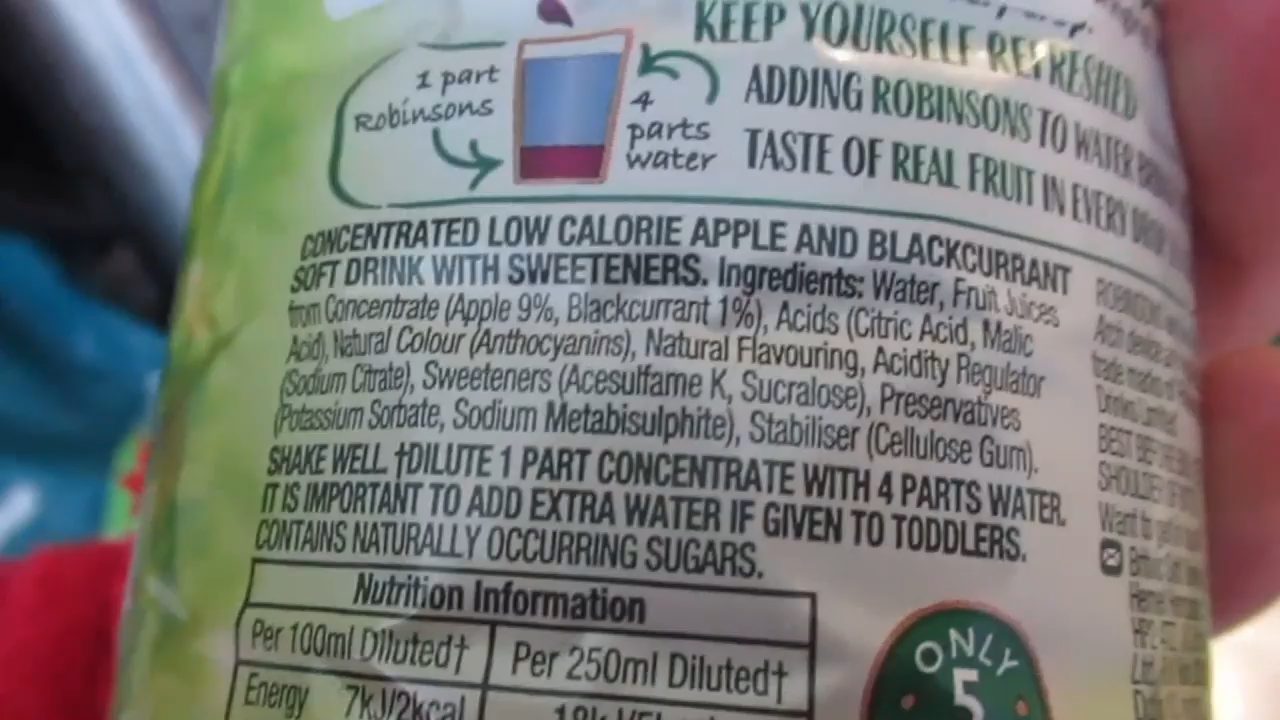 1 part
Robinsons
4
parts
water
KEEP YOURSELF REFRESHED
ADDING ROBINSONS TO WATER
TASTE OF REAL FRUIT IN EVERY DROP
CONCENTRATED LOW CALORIE APPLE AND BLACKCURRANT
SOFT DRINK WITH SWEETENERS. Ingredients: Water, Fruit Juices
from Concentrate (Apple 9%, Blackcurrant 1%), Acids (Citric Acid, Malic
Acid), Natural Colour (Anthocyanins), Natural Flavouring, Acidity Regulator
(Sodium Citrate), Sweeteners (Acesulfame K, Sucralose), Preservatives
(Potassium Sorbate, Sodium Metabisulphite), Stabiliser (Cellulose Gum).
SHAKE WELL †DILUTE 1 PART CONCENTRATE WITH 4 PARTS WATER.
IT IS IMPORTANT TO ADD EXTRA WATER IF GIVEN TO TODDLERS.
CONTAINS NATURALLY OCCURRING SUGARS.
Nutrition Information
Per 100ml Diluted† Per 250ml Diluted†
Energy 7kJ/2kcal
ONLY
5